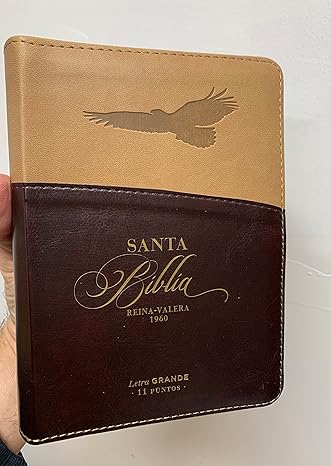 SANTA
Biblia
REINA-VALERA
1960
Letra GRANDE
· 11 PUNTOS ·